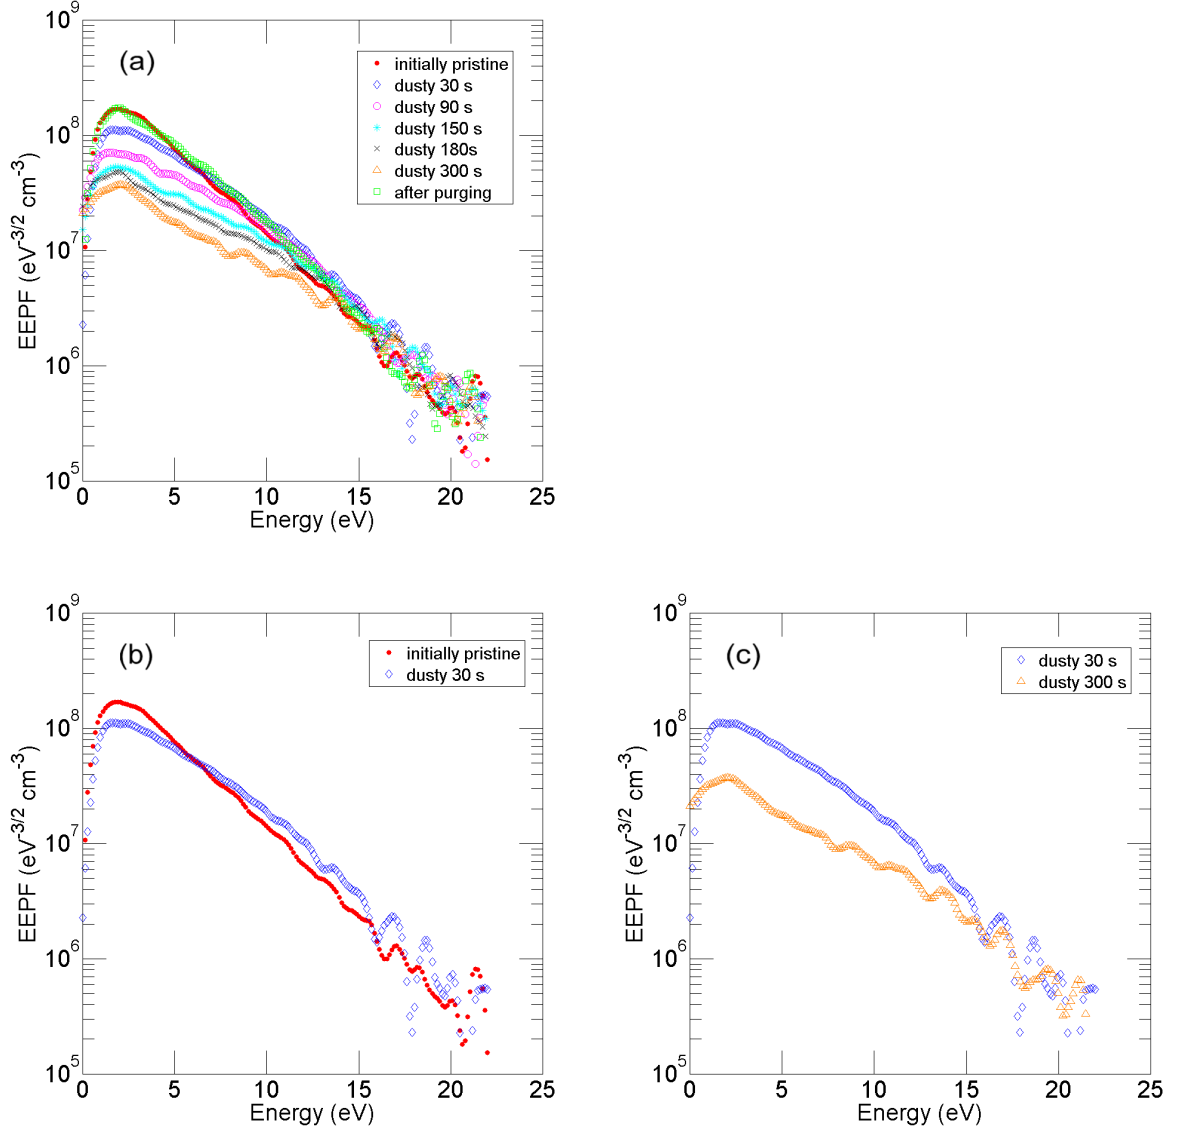 (a)
initially pristine
dusty 30 s
dusty 90 s
dusty 150 s
dusty 180s
dusty 300 s
after purging
10^9
10^8
10^7
10^6
10^5
EEPF (eV^-3/2 cm^-3)
0 5 10 15 20 25
Energy (eV)
(b)
initially pristine
dusty 30 s
10^9
10^8
10^7
10^6
10^5
EEPF (eV^-3/2 cm^-3)
0 5 10 15 20 25
Energy (eV)
(c)
dusty 30 s
dusty 300 s
10^9
10^8
10^7
10^6
10^5
EEPF (eV^-3/2 cm^-3)
0 5 10 15 20 25
Energy (eV)